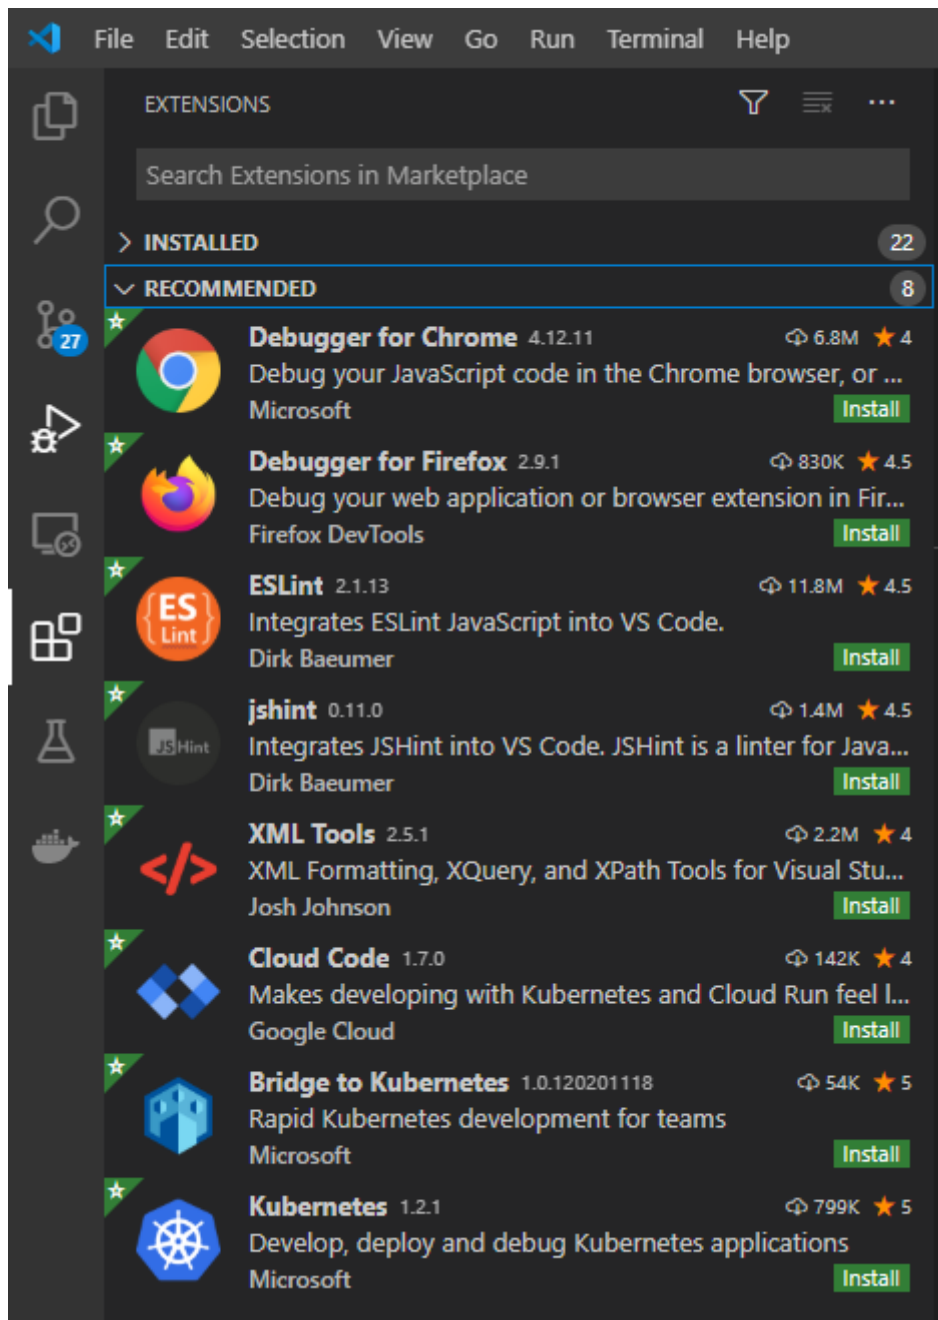 File Edit Selection View Go Run Terminal Help
EXTENSIONS
Search Extensions in Marketplace
INSTALLED 22
RECOMMENDED 8
27
Debugger for Chrome 4.12.11 6.8M 4
Debug your JavaScript code in the Chrome browser, or ...
Microsoft Install
Debugger for Firefox 2.9.1 830K 4.5
Debug your web application or browser extension in Fir...
Firefox DevTools Install
ESLint 2.1.13 11.8M 4.5
ES
Lint
Integrates ESLint JavaScript into VS Code.
Dirk Baeumer Install
jshint 0.11.0 1.4M 4.5
JSHint
Integrates JSHint into VS Code. JSHint is a linter for Java...
Dirk Baeumer Install
XML Tools 2.5.1 2.2M 4
</>
XML Formatting, XQuery, and XPath Tools for Visual Stu...
Josh Johnson Install
Cloud Code 1.7.0 142K 4
Makes developing with Kubernetes and Cloud Run feel l...
Google Cloud Install
Bridge to Kubernetes 1.0.120201118 54K 5
Rapid Kubernetes development for teams
Microsoft Install
Kubernetes 1.2.1 799K 5
Develop, deploy and debug Kubernetes applications
Microsoft Install